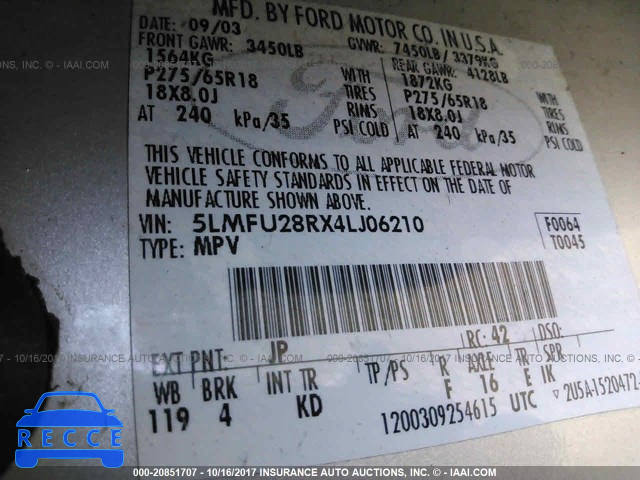 MFD. BY FORD MOTOR CO. IN U.S.A.
DATE: 09/03 GVWR: 7450LB / 3379KG
FRONT GAWR: 3450LB REAR GAWR: 4128LB
1564KG WITH 1872KG WITH
P275/65R18 TIRES P275/65R18 TIRES
18X8.0J RIMS 18X8.0J RIMS
AT 240 kPa/35 PSI COLD AT 240 kPa/35 PSI COLD
Ford
THIS VEHICLE CONFORMS TO ALL APPLICABLE FEDERAL MOTOR
VEHICLE SAFETY STANDARDS IN EFFECT ON THE DATE OF
MANUFACTURE SHOWN ABOVE.
VIN: 5LMFU28RX4LJ06210 F0064
TYPE: MPV T0045
RC: 42 DSO:
EXT PNT: JP
WB BRK INT TR TP/PS R AXLE TR SPR
119 4 KD F 16 E IK
1200309254615 UTC ▽ 2U5A-1520472-
RECCE
000-20851707 - 10/16/2017 INSURANCE AUTO AUCTIONS, INC. - © - IAAI.COM